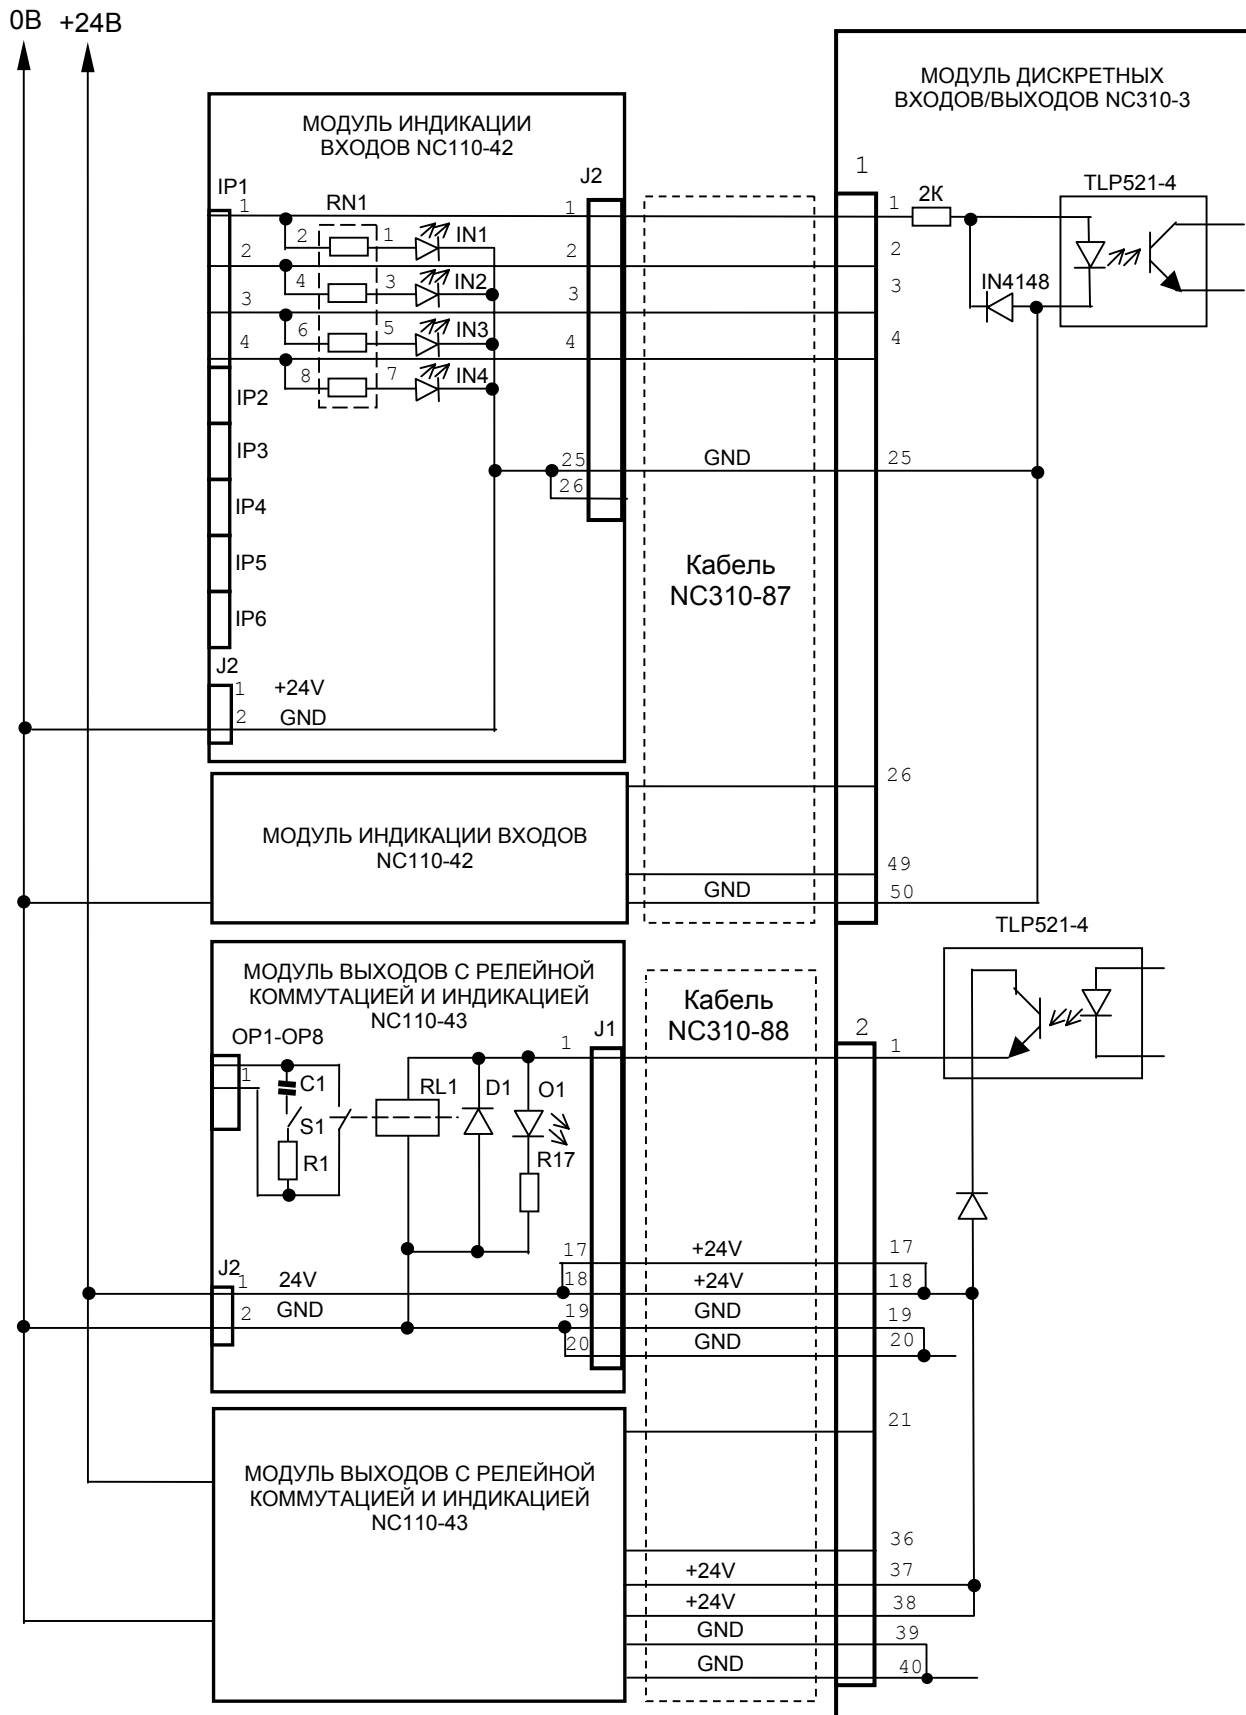 0В +24В
МОДУЛЬ ДИСКРЕТНЫХ
ВХОДОВ/ВЫХОДОВ NC310-3
МОДУЛЬ ИНДИКАЦИИ
ВХОДОВ NC110-42
J2
1
TLP521-4
IP1
RN1
2К
1
1
1
2
1
IN1
2
2
2
4
3
IN2
IN4148
3
3
3
6
5
IN3
4
4
4
8
7
IN4
IP2
IP3
25
GND
25
26
IP4
IP5
Кабель
NC310-87
IP6
J2
1
+24V
2
GND
26
МОДУЛЬ ИНДИКАЦИИ ВХОДОВ
NC110-42
49
GND
50
TLP521-4
МОДУЛЬ ВЫХОДОВ С РЕЛЕЙНОЙ
КОММУТАЦИЕЙ И ИНДИКАЦИЕЙ
NC110-43
Кабель
NC310-88
OP1-OP8
J1
2
1
1
1
C1
RL1
D1
O1
S1
R1
R17
17
+24V
17
J2
1
24V
18
+24V
18
2
GND
19
GND
19
20
GND
20
21
МОДУЛЬ ВЫХОДОВ С РЕЛЕЙНОЙ
КОММУТАЦИЕЙ И ИНДИКАЦИЕЙ
NC110-43
36
+24V
37
+24V
38
GND
39
GND
40